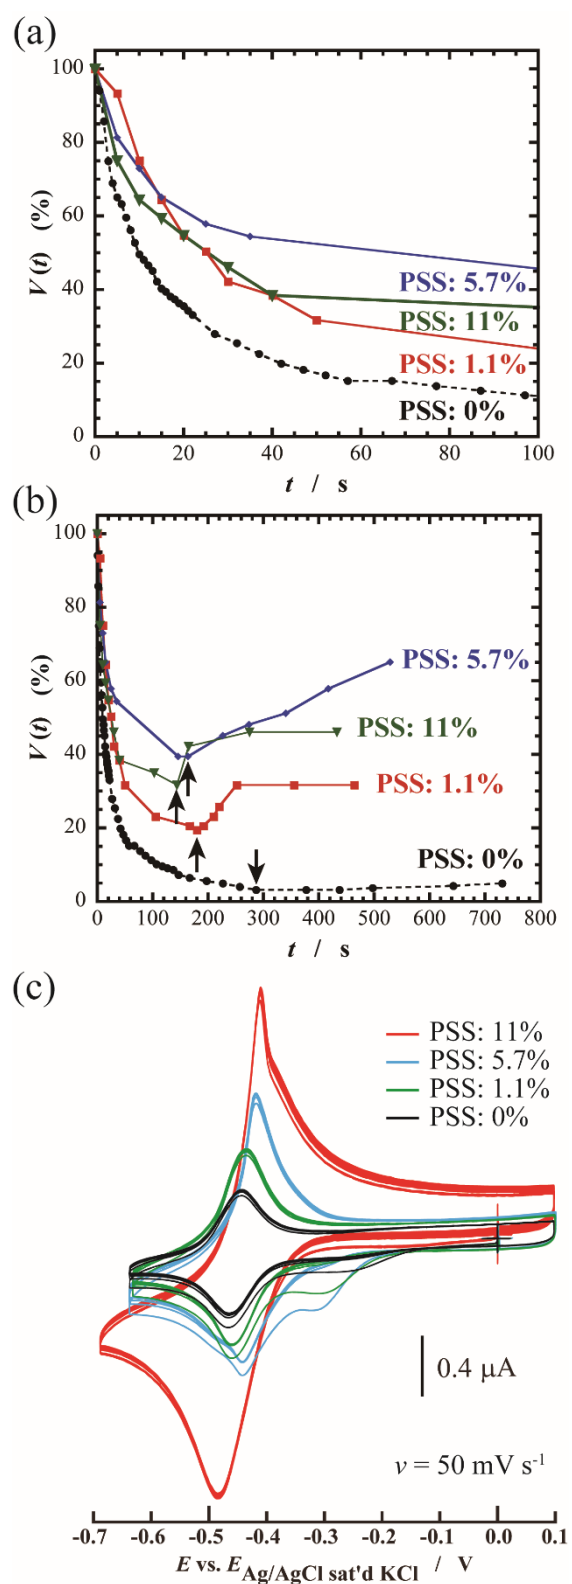 (a)
100
80
60
40
20
0
V(t) (%)
PSS: 5.7%
PSS: 11%
PSS: 1.1%
PSS: 0%
0 20 40 60 80 100
t / s
(b)
100
80
60
40
20
0
V(t) (%)
PSS: 5.7%
PSS: 11%
PSS: 1.1%
PSS: 0%
0 100 200 300 400 500 600 700 800
t / s
(c)
PSS: 11%
PSS: 5.7%
PSS: 1.1%
PSS: 0%
0.4 μA
v = 50 mV s⁻¹
-0.7 -0.6 -0.5 -0.4 -0.3 -0.2 -0.1 0.0 0.1
E vs. E Ag/AgCl sat'd KCl / V